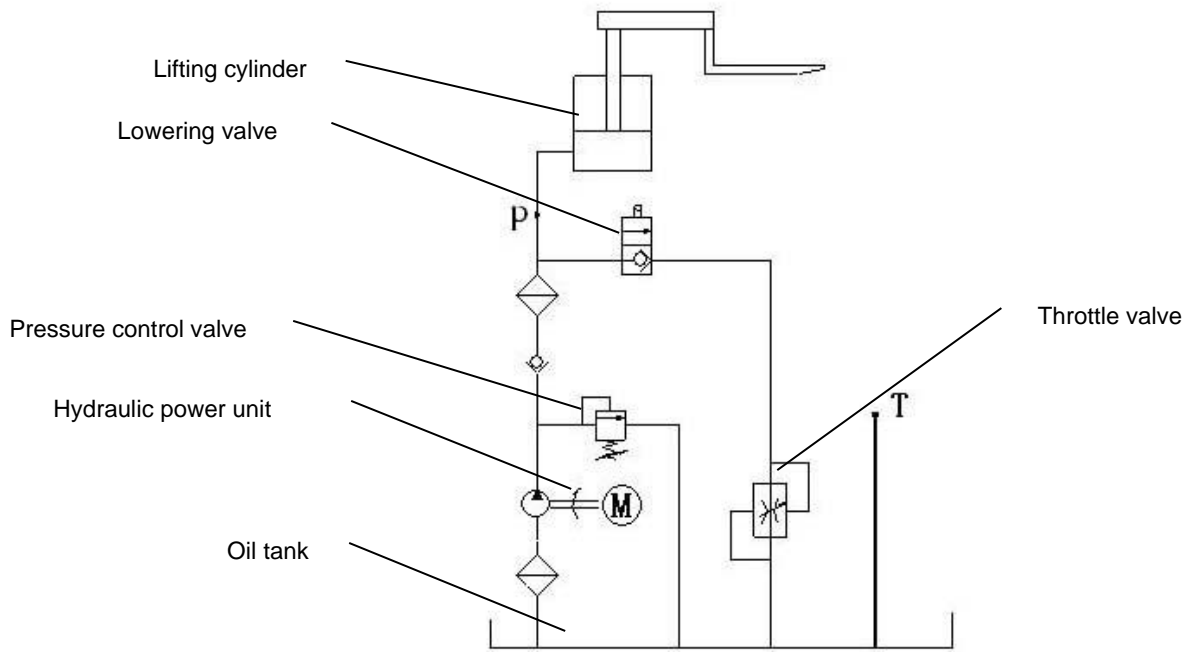 Lifting cylinder
Lowering valve
P
Pressure control valve
Throttle valve
Hydraulic power unit
T
M
Oil tank